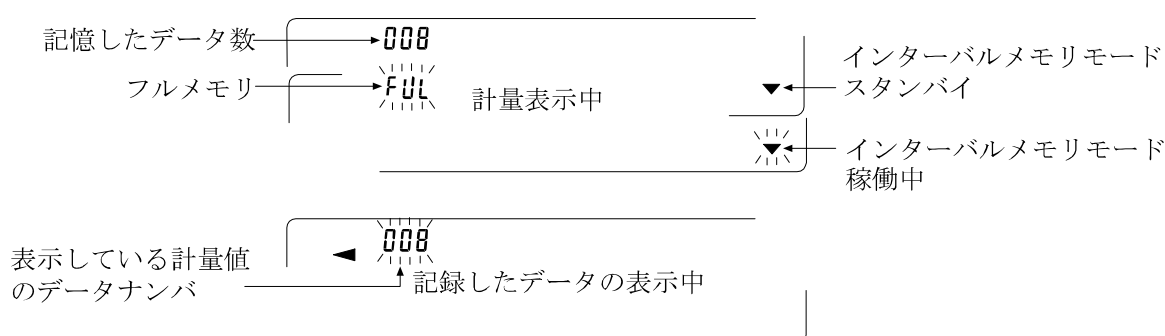 記憶したデータ数
008
フルメモリ
FUL
計量表示中
インターバルメモリモード
スタンバイ
インターバルメモリモード
稼働中
008
表示している計量値
のデータナンバ
記録したデータの表示中